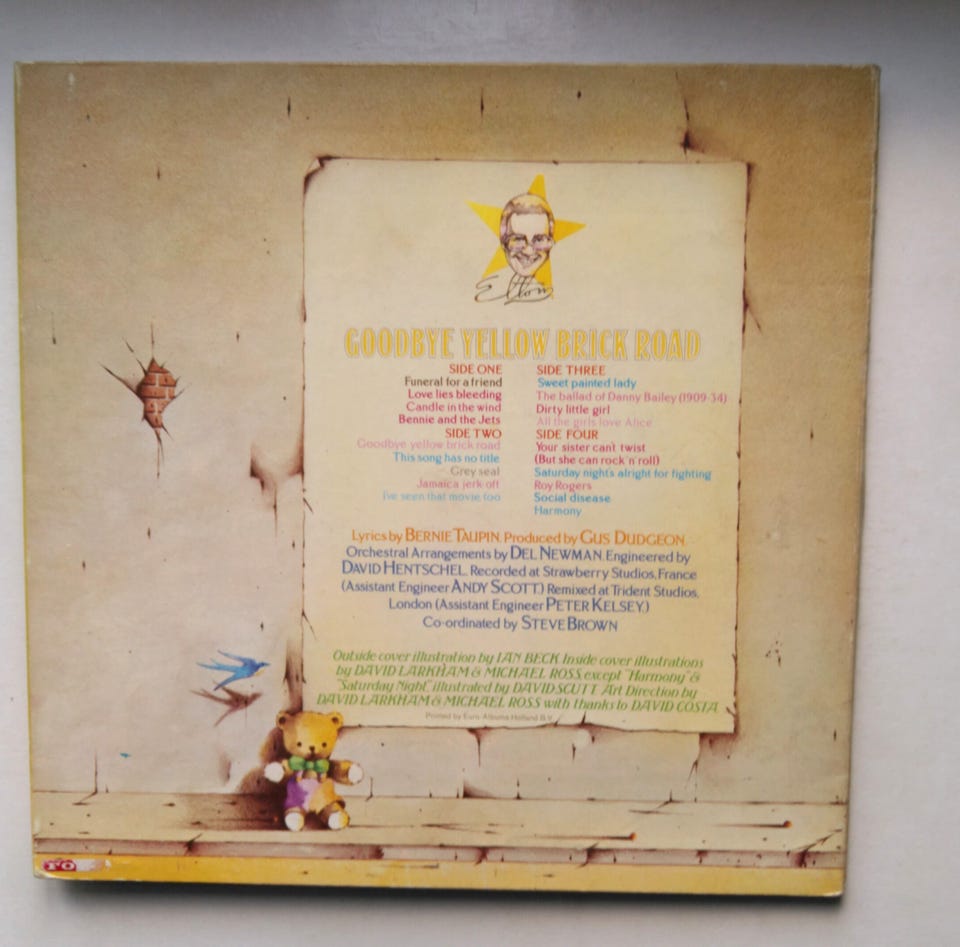 Elton
GOODBYE YELLOW BRICK ROAD
SIDE ONE
Funeral for a friend
Love lies bleeding
Candle in the wind
Bennie and the Jets
SIDE TWO
Goodbye yellow brick road
This song has no title
Grey seal
Jamaica jerk-off
I've seen that movie too
SIDE THREE
Sweet painted lady
The ballad of Danny Bailey (1909-34)
Dirty little girl
All the girls love Alice
SIDE FOUR
Your sister can't twist
(But she can rock 'n' roll)
Saturday night's alright for fighting
Roy Rogers
Social disease
Harmony
Lyrics by BERNIE TAUPIN. Produced by GUS DUDGEON.
Orchestral Arrangements by DEL NEWMAN. Engineered by
DAVID HENTSCHEL. Recorded at Strawberry Studios, France
(Assistant Engineer ANDY SCOTT.) Remixed at Trident Studios,
London (Assistant Engineer PETER KELSEY.)
Co-ordinated by STEVE BROWN
Outside cover illustration by IAN BECK Inside cover illustrations
by DAVID LARKHAM & MICHAEL ROSS, except "Harmony" &
"Saturday Night", illustrated by DAVID SCUTT Art Direction by
DAVID LARKHAM & MICHAEL ROSS with thanks to DAVID COSTA
Printed by Euro-Albums Holland B.V.